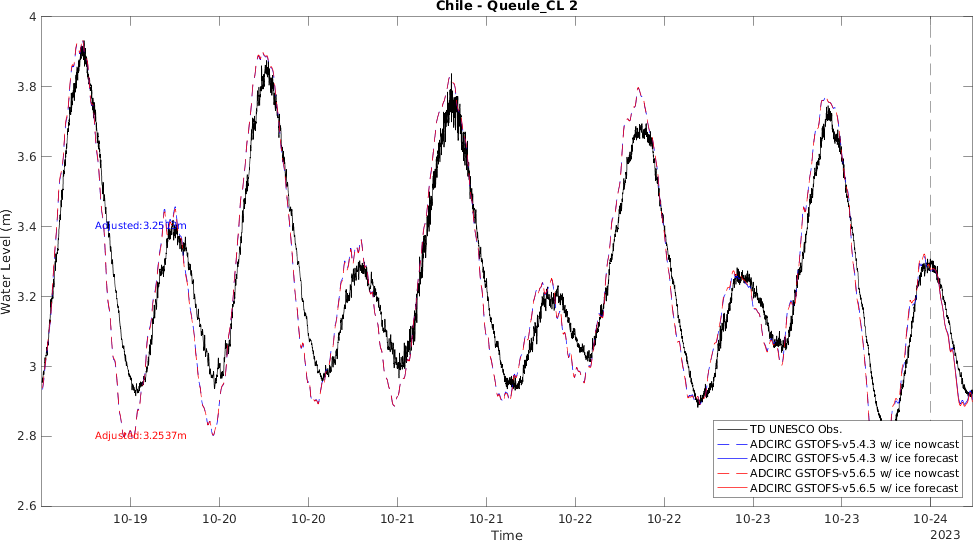 Chile - Queule_CL 2
Water Level (m)
4
3.8
3.6
3.4
3.2
3
2.8
2.6
Adjusted:3.2537m
10-19
10-20
10-20
10-21
10-21
10-22
10-22
10-23
10-23
10-24
2023
Time
TD UNESCO Obs.
ADCIRC GSTOFS-v5.4.3 w/ ice nowcast
ADCIRC GSTOFS-v5.4.3 w/ ice forecast
ADCIRC GSTOFS-v5.6.5 w/ ice nowcast
ADCIRC GSTOFS-v5.6.5 w/ ice forecast